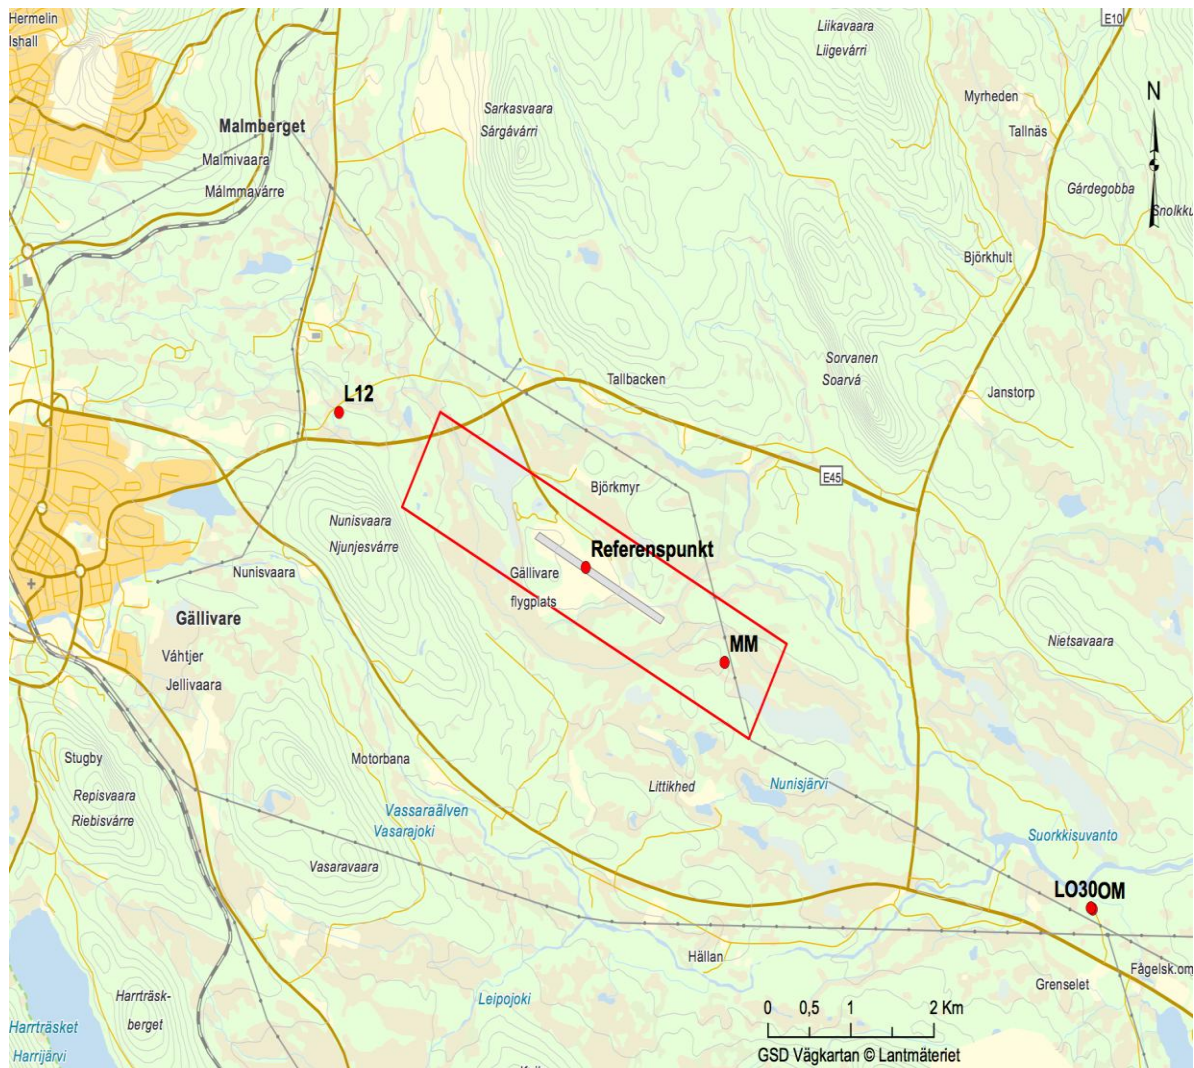 Hermelin
Ishall
Liikavaara
Liigevárri
E10
Myrheden
N
Sarkasvaara
Sárgávárri
Malmberget
Tallnäs
Malmivaara
Málmmavárre
Gårdegobba
Snolkku
Björkhult
Sorvanen
Soarvá
Tallbacken
L12
Janstorp
E45
Björkmyr
Nunisvaara
Njunjesvárre
Referenspunkt
Gällivare
flygplats
Nunisvaara
Gällivare
Váhtjer
Jellivaara
MM
Nietsavaara
Stugby
Motorbana
Repisvaara
Riebisvárre
Littikhed
Nunisjärvi
Vassaraälven
Vasarajoki
Suorkkisuvanto
Vasaravaara
LO30OM
Hällan
Fågelsk.om
Grenselet
Harrträsk-
berget
Leipojoki
Harrträsket
Harrijärvi
0 0,5 1 2 Km
GSD Vägkartan © Lantmäteriet